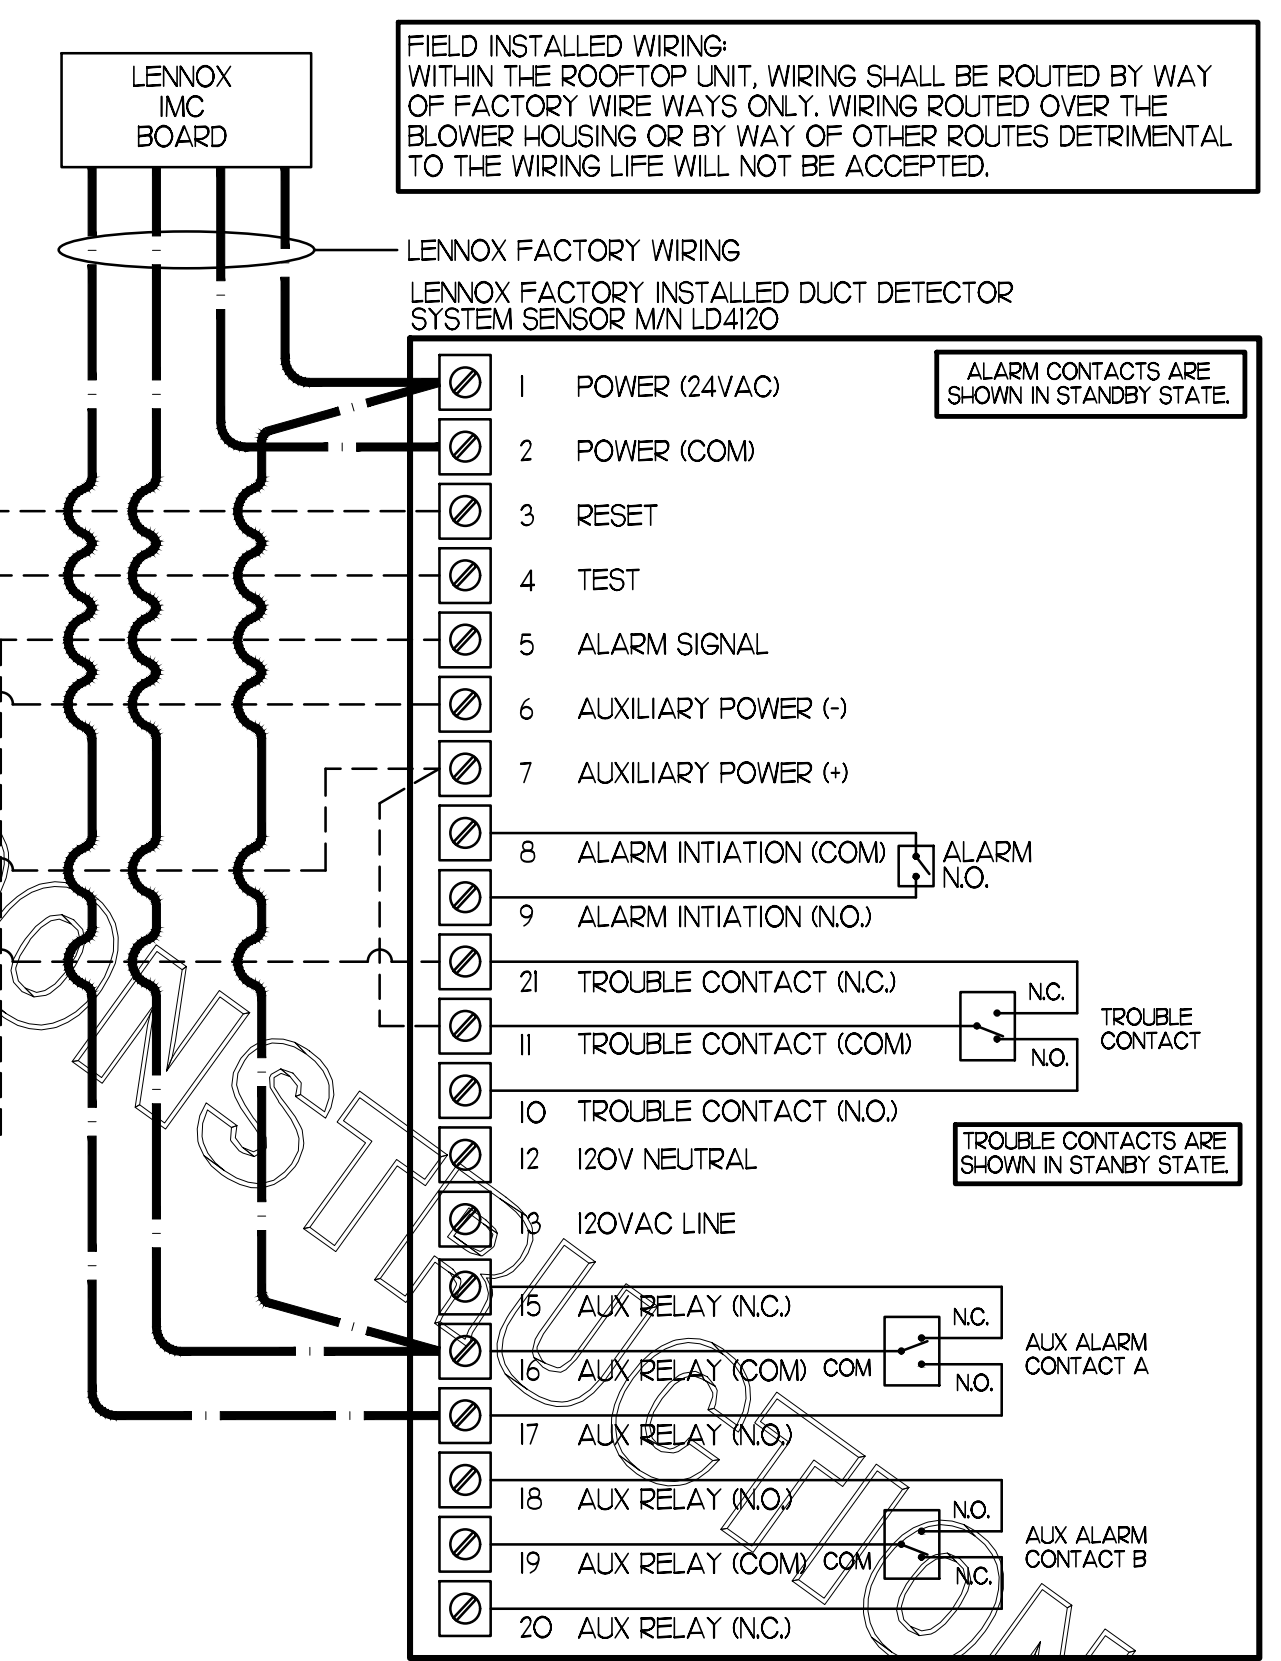 FIELD INSTALLED WIRING:
WITHIN THE ROOFTOP UNIT, WIRING SHALL BE ROUTED BY WAY
OF FACTORY WIRE WAYS ONLY. WIRING ROUTED OVER THE
BLOWER HOUSING OR BY WAY OF OTHER ROUTES DETRIMENTAL
TO THE WIRING LIFE WILL NOT BE ACCEPTED.
LENNOX
IMC
BOARD
LENNOX FACTORY WIRING
LENNOX FACTORY INSTALLED DUCT DETECTOR
SYSTEM SENSOR M/N LD4120
ALARM CONTACTS ARE
SHOWN IN STANDBY STATE.
1 POWER (24VAC)
2 POWER (COM)
3 RESET
4 TEST
5 ALARM SIGNAL
6 AUXILIARY POWER (-)
7 AUXILIARY POWER (+)
8 ALARM INTIATION (COM)
ALARM
N.O.
9 ALARM INTIATION (N.O.)
21 TROUBLE CONTACT (N.C.)
N.C.
TROUBLE
CONTACT
11 TROUBLE CONTACT (COM)
N.O.
10 TROUBLE CONTACT (N.O.)
TROUBLE CONTACTS ARE
SHOWN IN STANBY STATE.
12 120V NEUTRAL
13 120VAC LINE
15 AUX RELAY (N.C.)
N.C.
AUX ALARM
CONTACT A
16 AUX RELAY (COM) COM
N.O.
17 AUX RELAY (N.O.)
18 AUX RELAY (N.O.)
N.O.
AUX ALARM
CONTACT B
19 AUX RELAY (COM) COM
N.C.
20 AUX RELAY (N.C.)
ONSTRUCTION